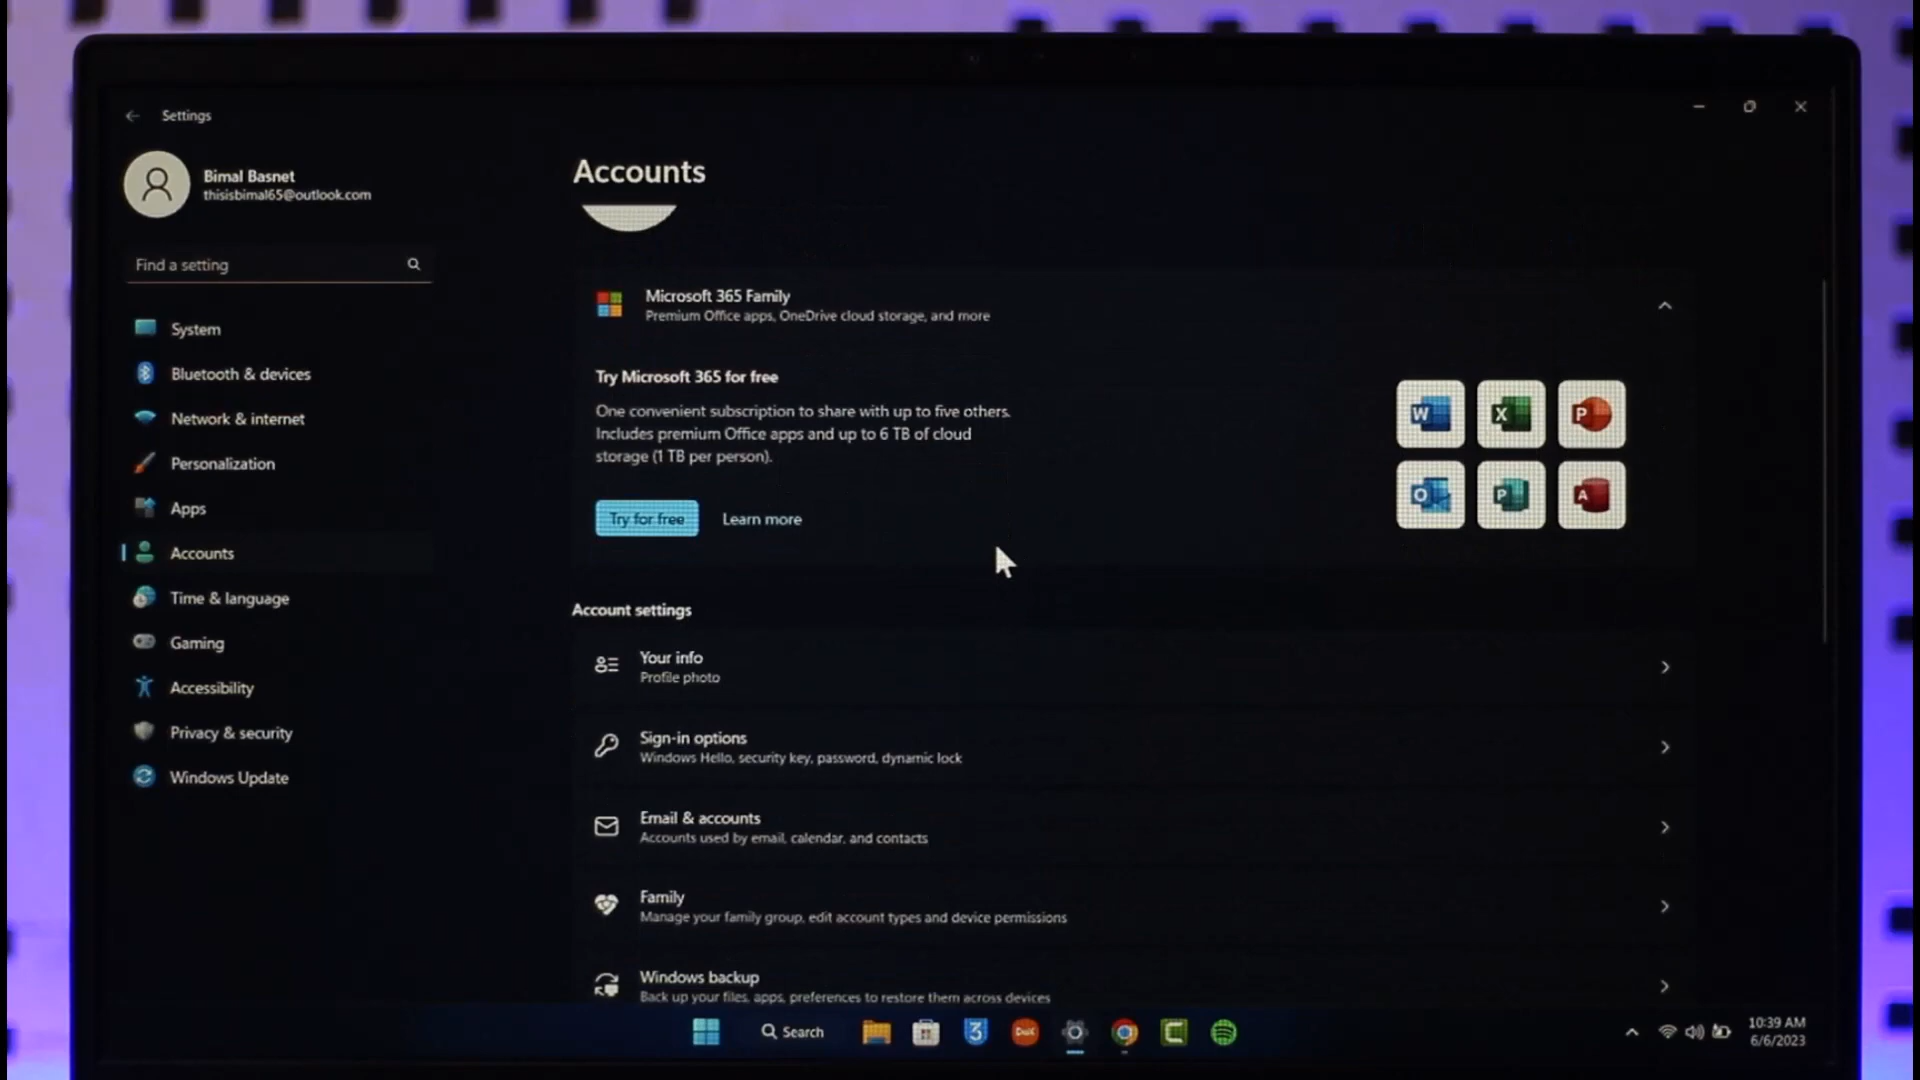 Settings
Bimal Basnet
thisisbimal65@outlook.com
Find a setting
System
Bluetooth & devices
Network & internet
Personalization
Apps
Accounts
Time & language
Gaming
Accessibility
Privacy & security
Windows Update
Accounts
Microsoft 365 Family
Premium Office apps, OneDrive cloud storage, and more
Try Microsoft 365 for free
One convenient subscription to share with up to five others.
Includes premium Office apps and up to 6 TB of cloud
storage (1 TB per person).
Try for free
Learn more
W
X
P
O
P
A
Account settings
Your info
Profile photo
Sign-in options
Windows Hello, security key, password, dynamic lock
Email & accounts
Accounts used by email, calendar, and contacts
Family
Manage your family group, edit account types and device permissions
Windows backup
Back up your files, apps, preferences to restore them across devices
Search
3
10:39 AM
6/6/2023